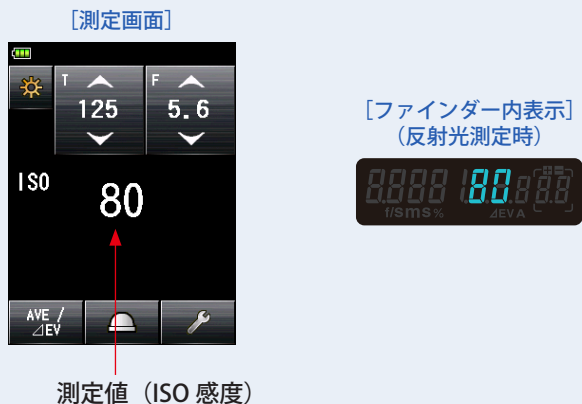 [測定画面]
T
125
F
5.6
ISO
80
AVE /
⊿EV
測定値(ISO 感度)
[ファインダー内表示]
(反射光測定時)
80
f/sms%
⊿EV A